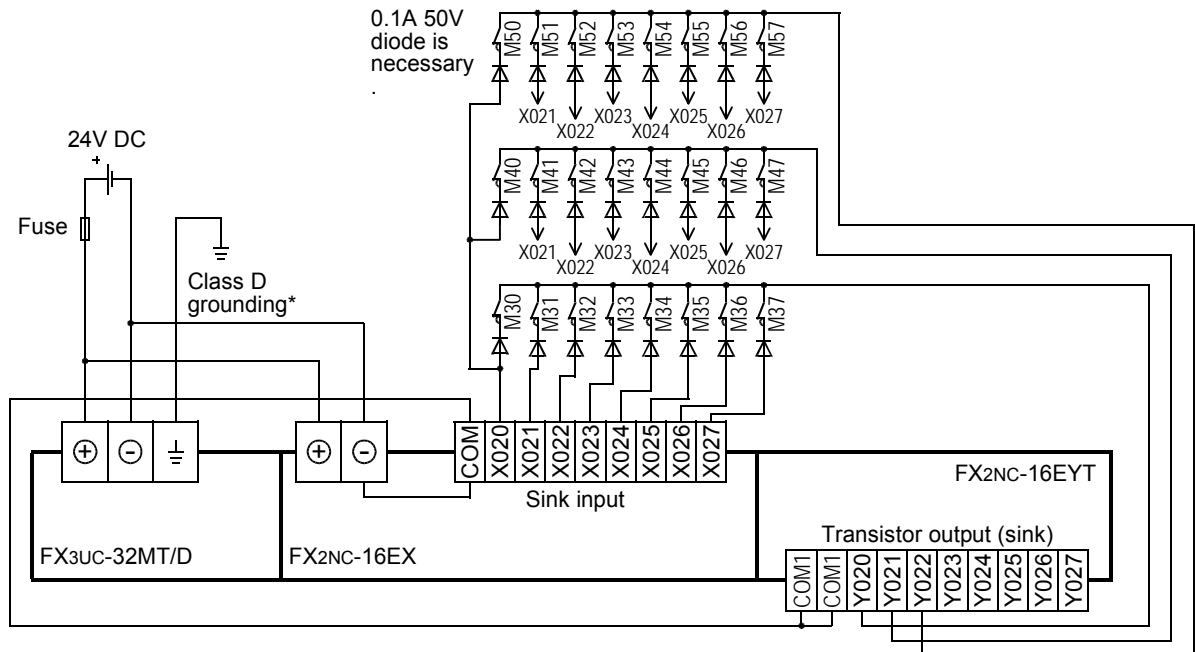 0.1A 50V
diode is
necessary
.
M50 M51 M52 M53 M54 M55 M56 M57
X021 X022 X023 X024 X025 X026 X027
24V DC
+
M40 M41 M42 M43 M44 M45 M46 M47
Fuse
X021 X022 X023 X024 X025 X026 X027
Class D
grounding*
M30 M31 M32 M33 M34 M35 M36 M37
+ - + - COM X020 X021 X022 X023 X024 X025 X026 X027
Sink input
FX2NC-16EYT
Transistor output (sink)
FX3UC-32MT/D
FX2NC-16EX
COM1 COM1 Y020 Y021 Y022 Y023 Y024 Y025 Y026 Y027